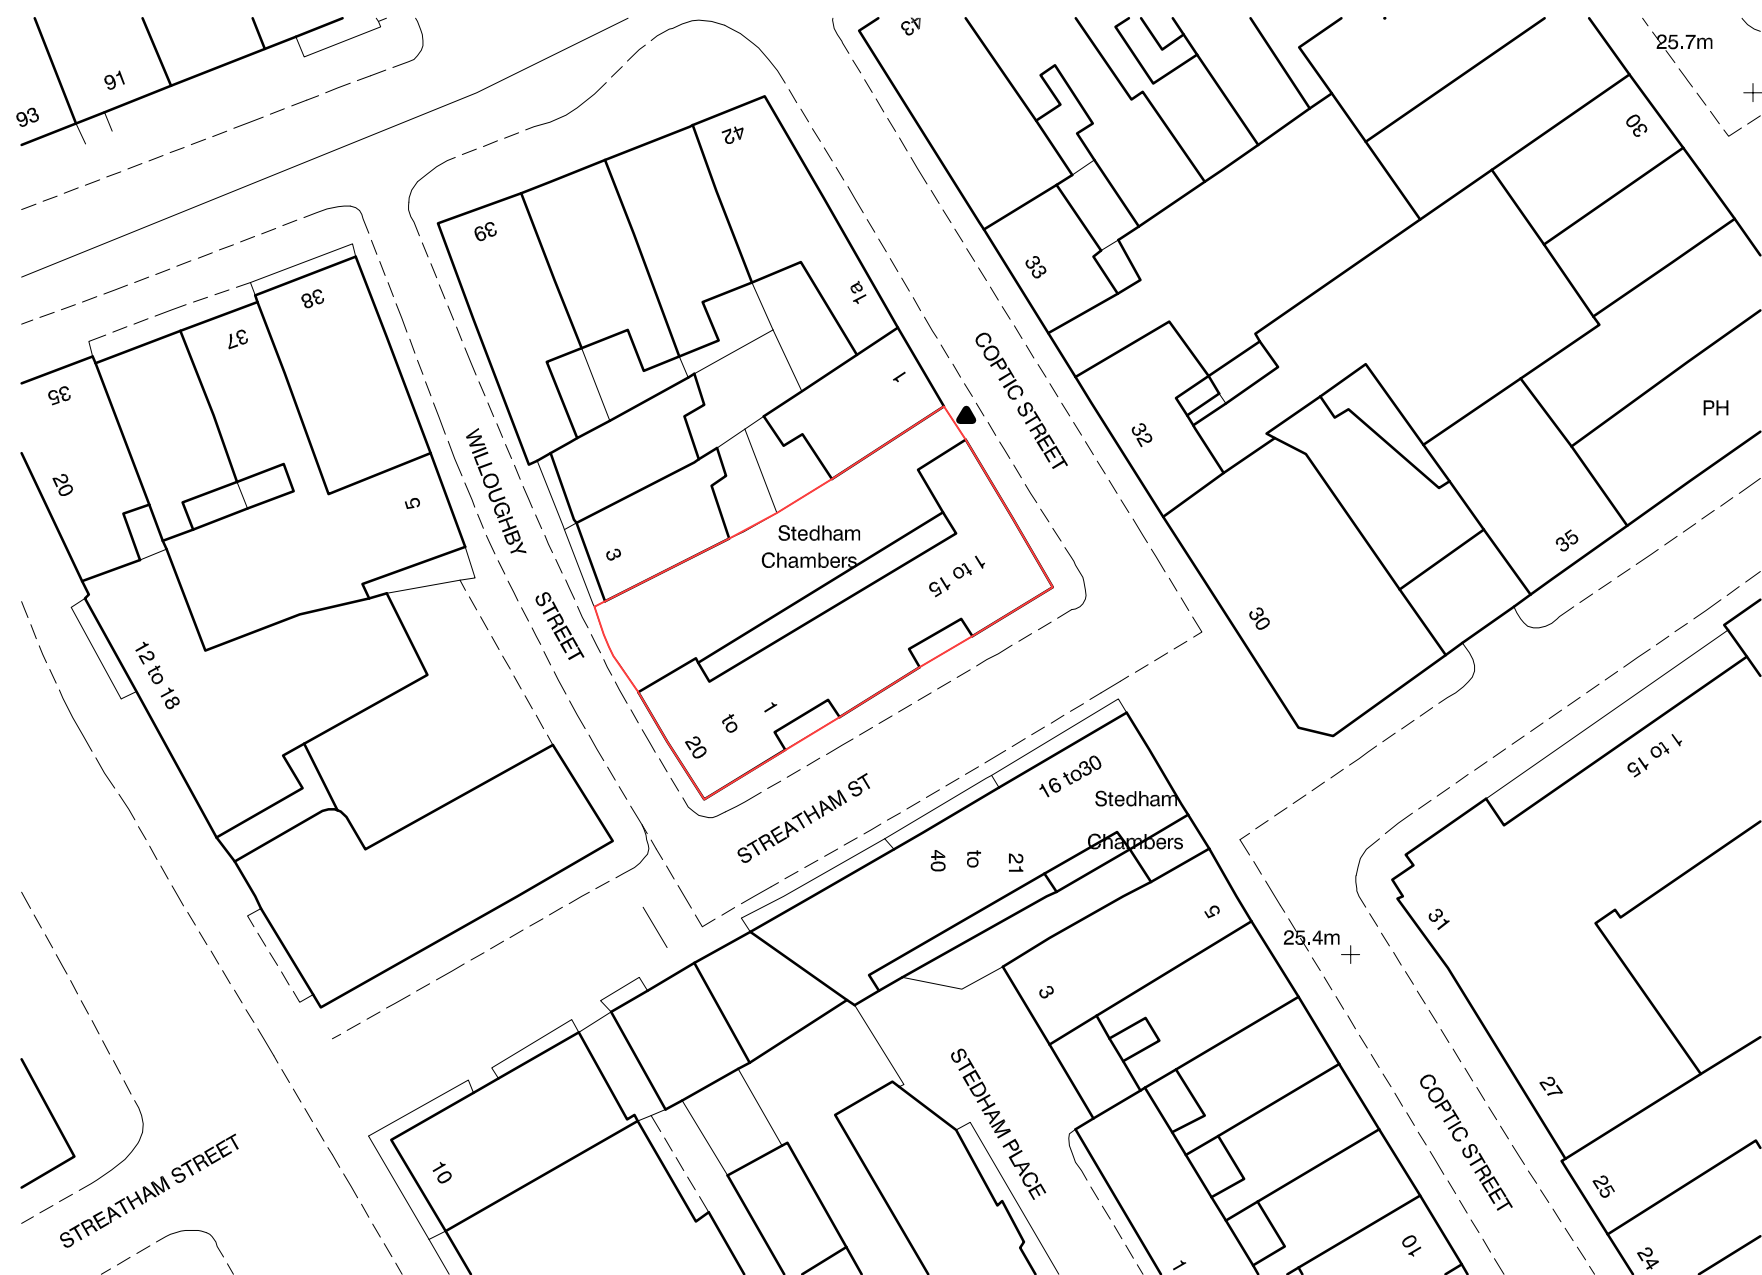 43
25.7m
91
93
42
30
39
33
1a
38
37
COPTIC STREET
1
35
PH
32
WILLOUGHBY
STREET
20
5
3
Stedham
Chambers
1 to 15
35
30
12 to 18
20
to
1
1 to 15
STREATHAM ST
16 to30
Stedham
Chambers
40
to
21
5
31
25.4m
3
STEDHAM PLACE
27
COPTIC STREET
10
STREATHAM STREET
25
10
24
1